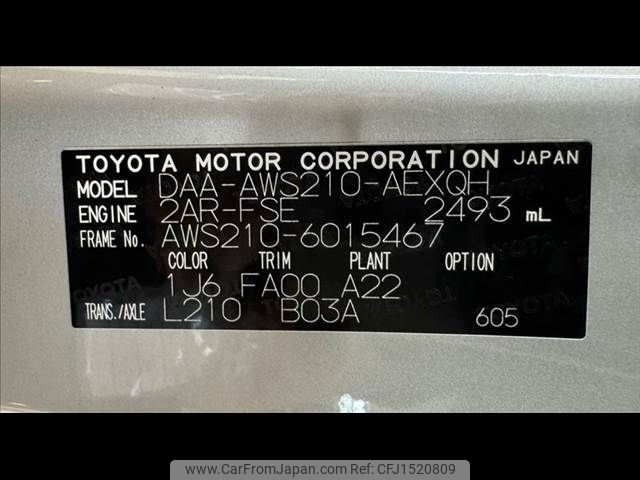 TOYOTA MOTOR CORPORATION JAPAN
MODEL DAA-AWS210-AEXQH
ENGINE 2AR-FSE 2493 mL
FRAME No. AWS210-6015467
COLOR TRIM PLANT OPTION
1J6 FA00 A22
TRANS./AXLE L210 B03A 605
www.CarFromJapan.com - CFJ1520809